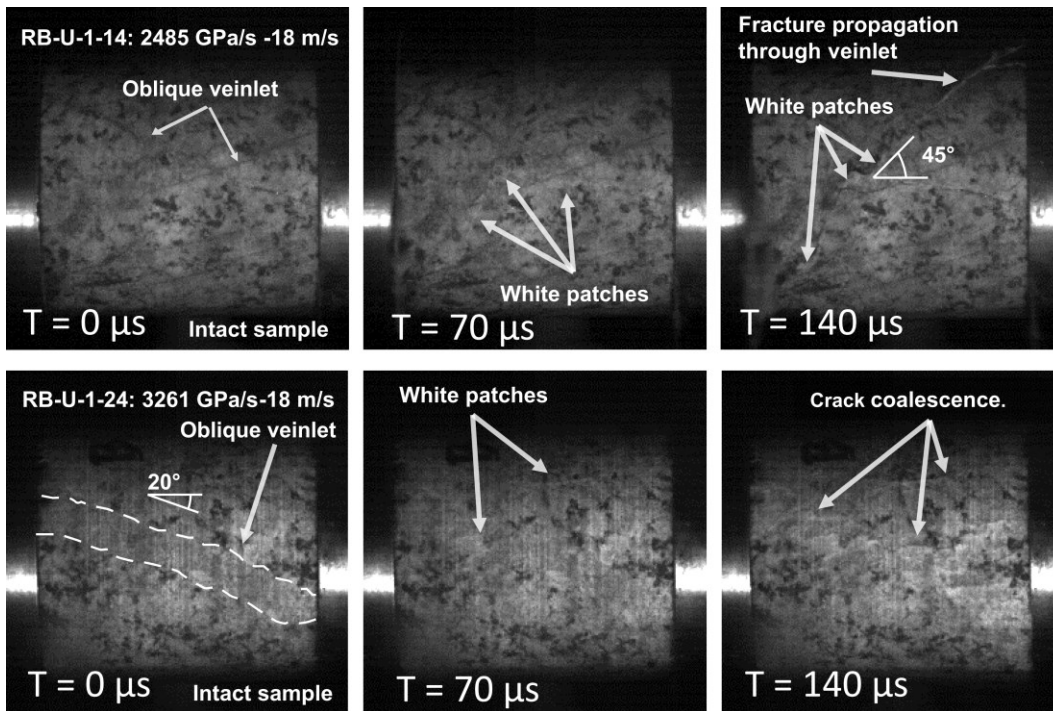 RB-U-1-14: 2485 GPa/s -18 m/s
Oblique veinlet
T = 0 µs
Intact sample
White patches
T = 70 µs
Fracture propagation
through veinlet
White patches
45°
T = 140 µs
RB-U-1-24: 3261 GPa/s-18 m/s
Oblique veinlet
20°
T = 0 µs
Intact sample
White patches
T = 70 µs
Crack coalescence.
T = 140 µs